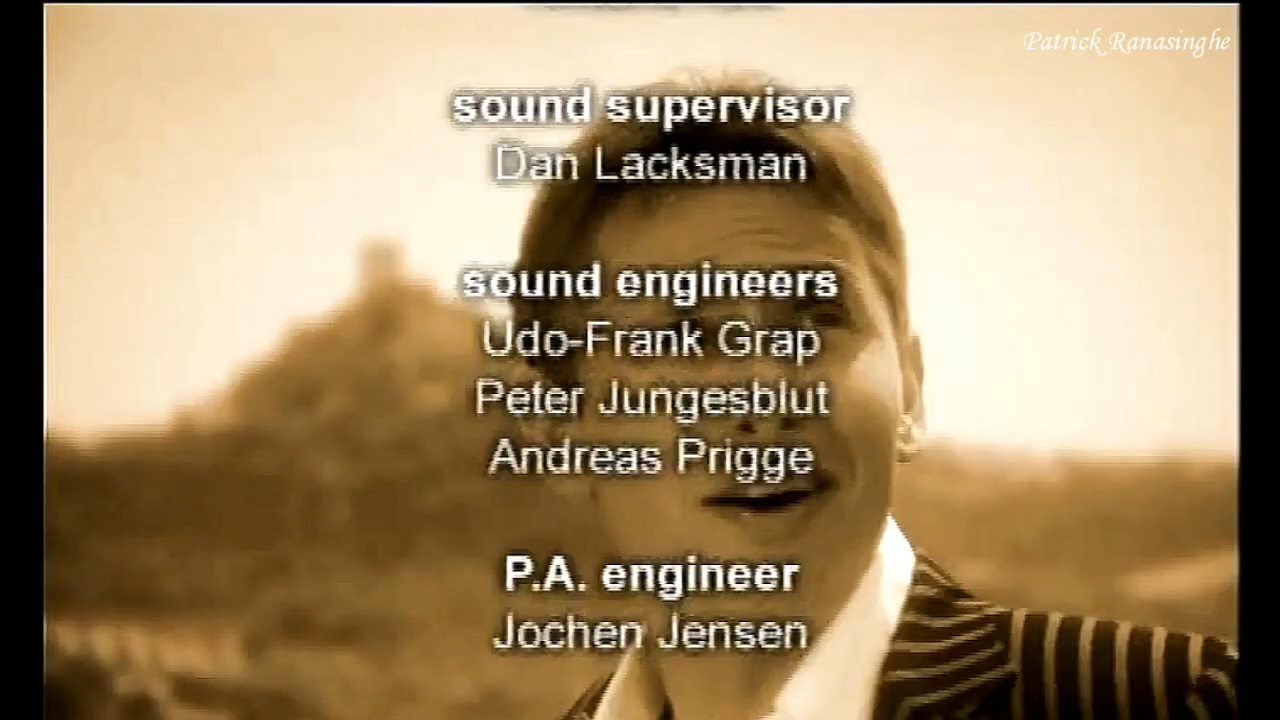 Patrick Ranasinghe
sound supervisor
Dan Lacksman
sound engineers
Udo-Frank Grap
Peter Jungesblut
Andreas Prigge
P.A. engineer
Jochen Jensen